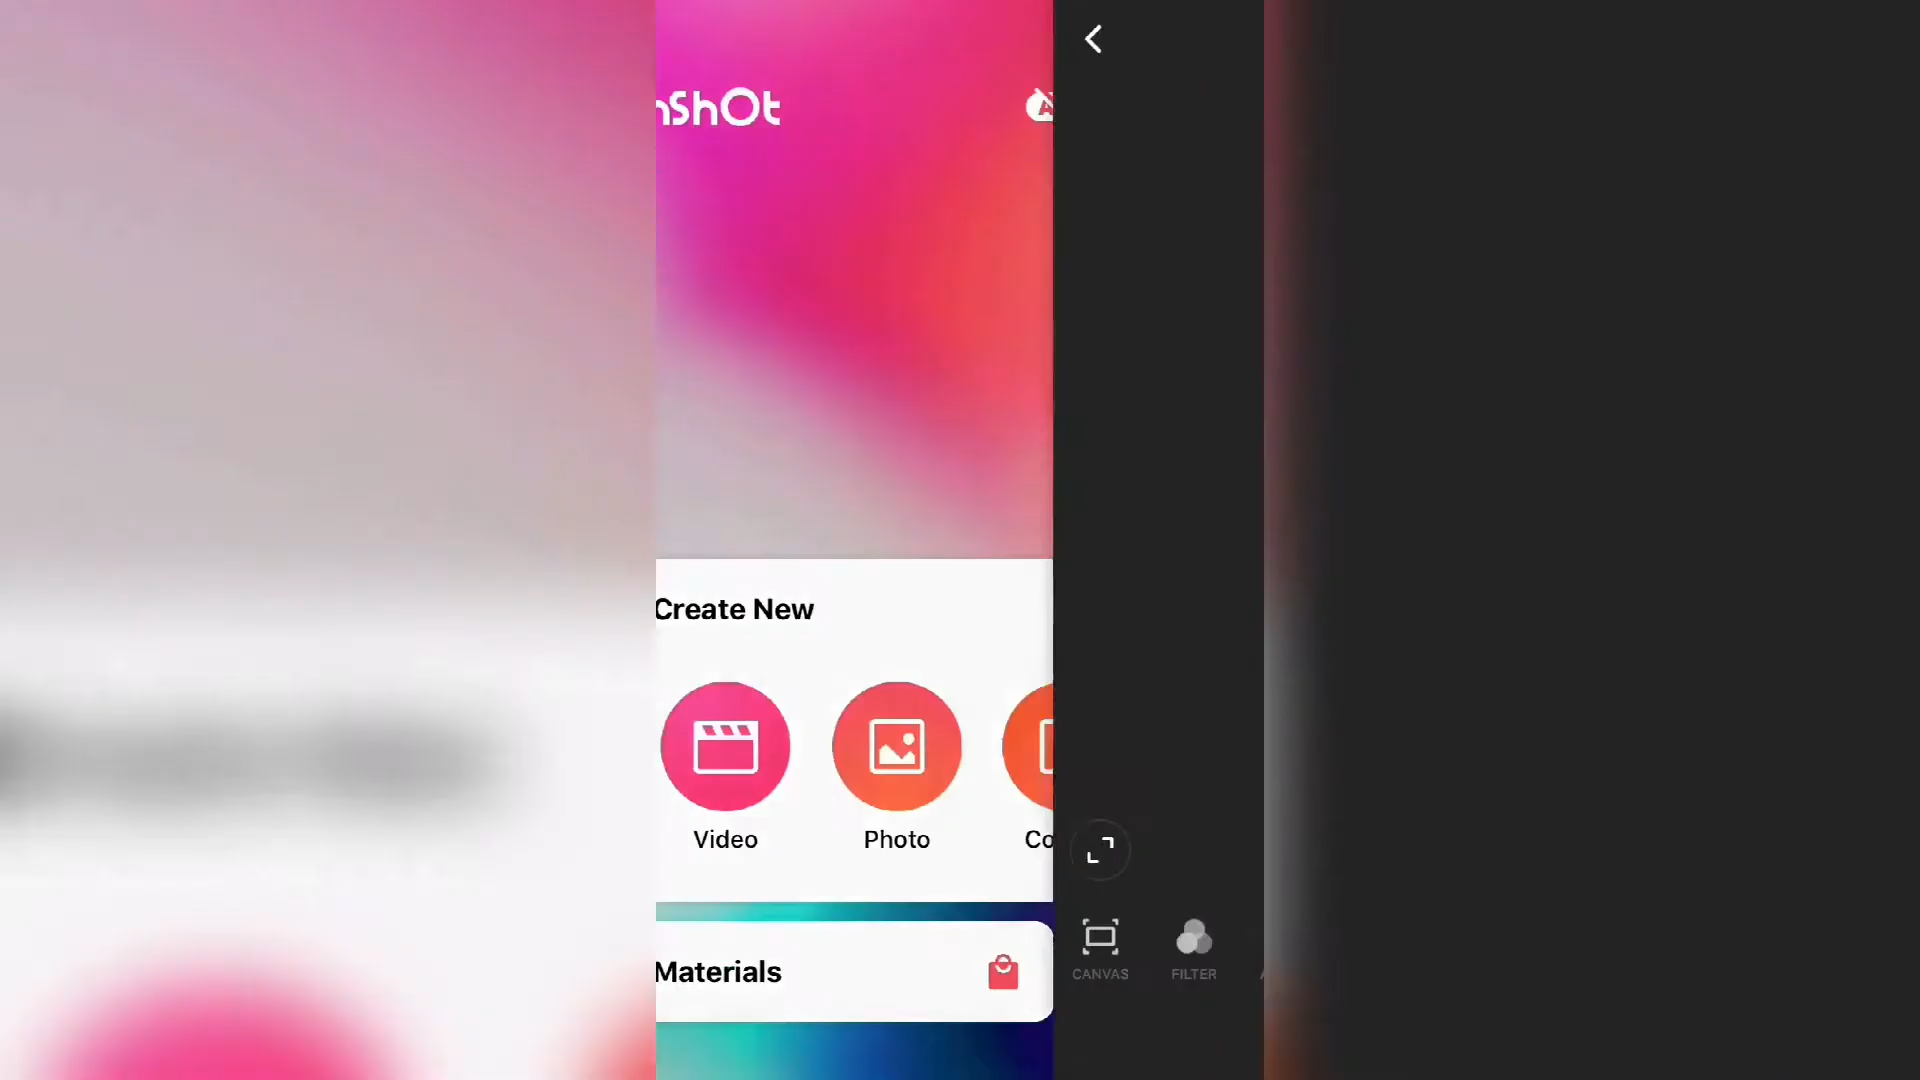 nShOt
Create New
Video
Photo
Co
Materials
CANVAS
FILTER